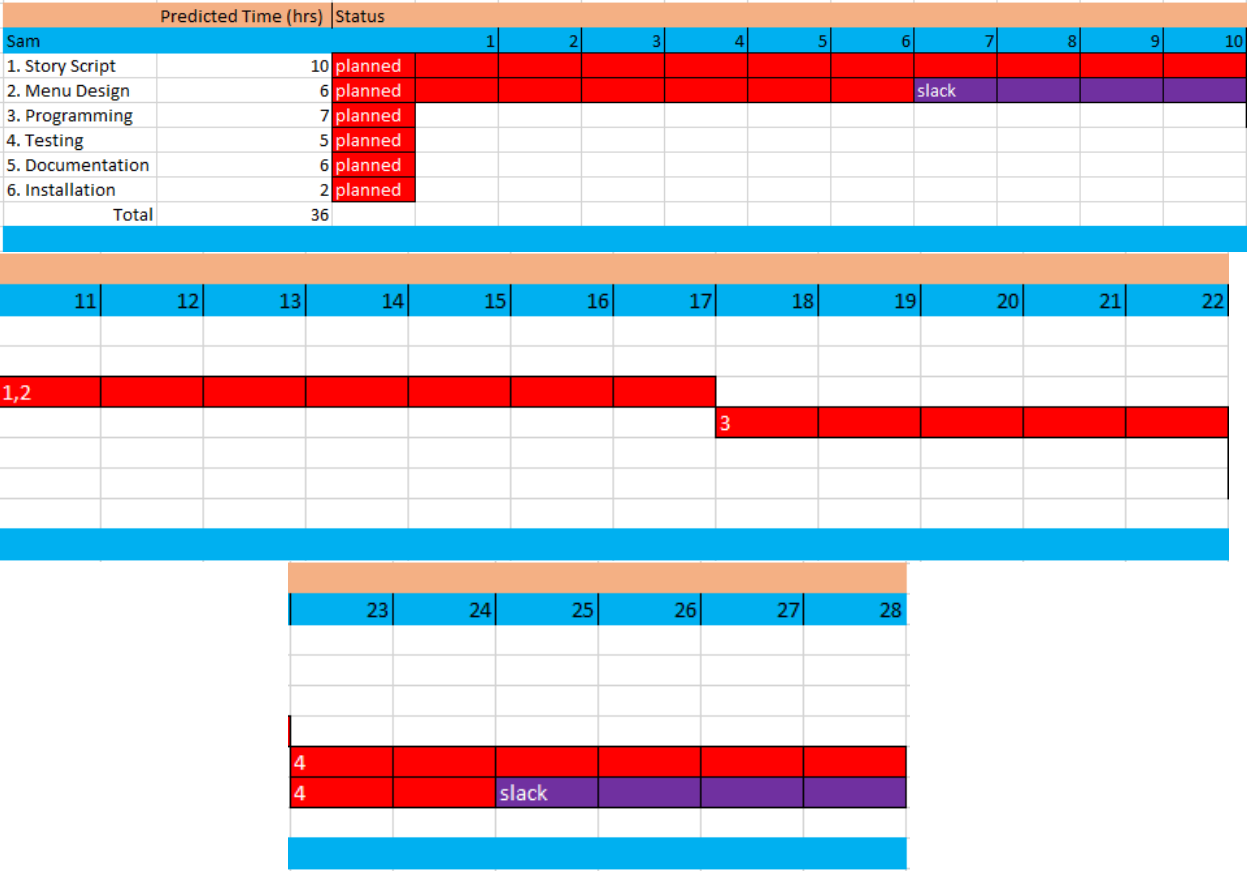 Predicted Time (hrs) Status
Sam 1 2 3 4 5 6 7 8 9 10
1. Story Script 10 planned
2. Menu Design 6 planned slack
3. Programming 7 planned
4. Testing 5 planned
5. Documentation 6 planned
6. Installation 2 planned
Total 36
11 12 13 14 15 16 17 18 19 20 21 22
1,2
3
23 24 25 26 27 28
4
4 slack